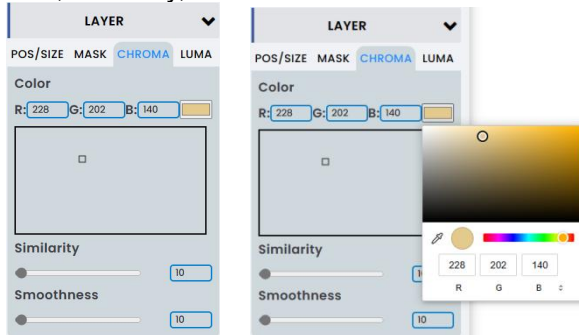 LAYER
POS/SIZE MASK CHROMA LUMA
Color
R: 228 G: 202 B: 140
Similarity
10
Smoothness
10
LAYER
POS/SIZE MASK CHROMA LUMA
Color
R: 228 G: 202 B: 140
Similarity
Smoothness
10
228 202 140
R G B